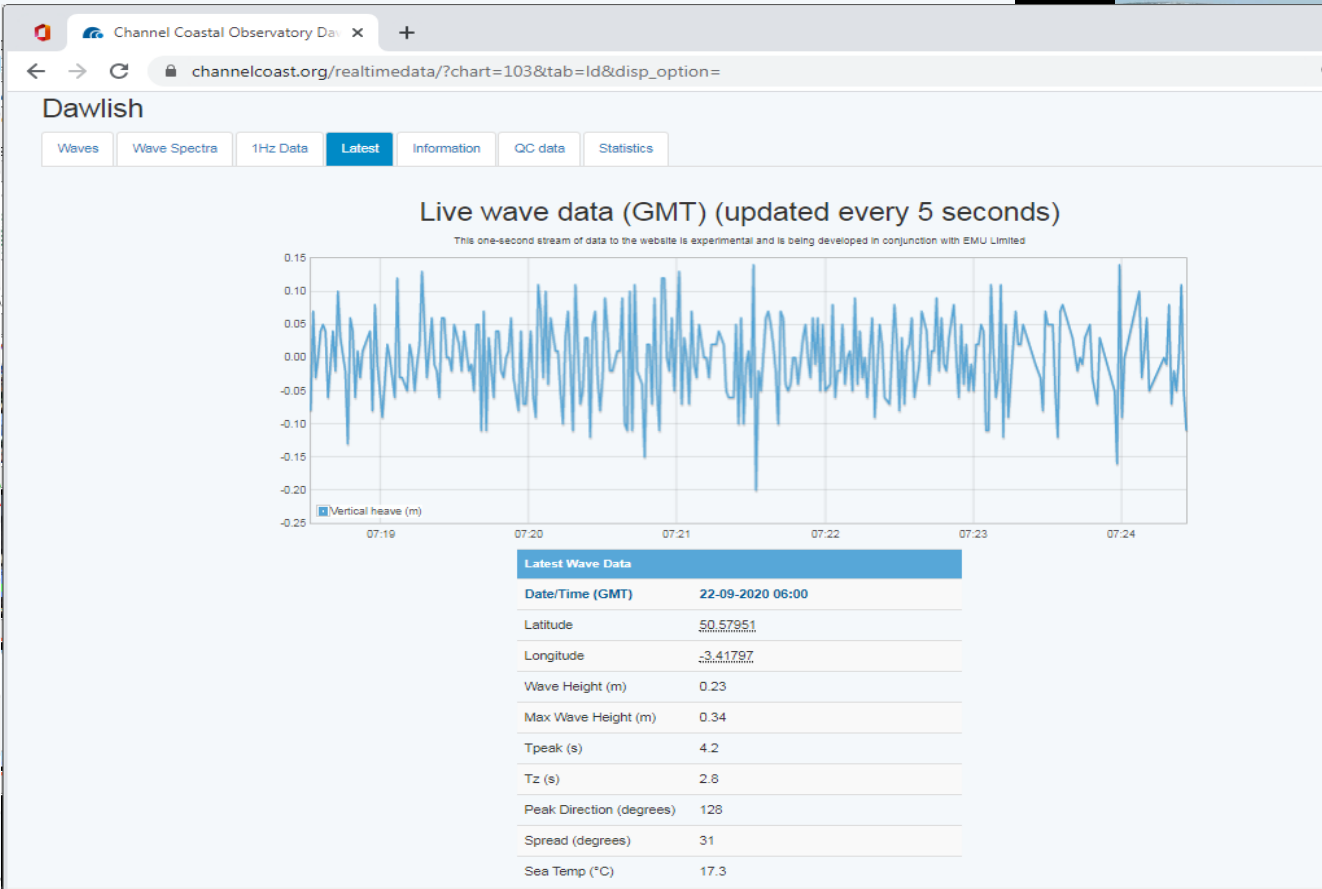 Channel Coastal Observatory Da
channelcoast.org/realtimedata/?chart=103&tab=ld&disp_option=
Dawlish
Waves Wave Spectra 1Hz Data Latest Information QC data Statistics
Live wave data (GMT) (updated every 5 seconds)
This one-second stream of data to the website is experimental and is being developed in conjunction with EMU Limited
0.15
0.10
0.05
0.00
-0.05
-0.10
-0.15
-0.20
-0.25
Vertical heave (m)
07:19 07:20 07:21 07:22 07:23 07:24
Latest Wave Data
Date/Time (GMT) 22-09-2020 06:00
Latitude 50.57951
Longitude -3.41797
Wave Height (m) 0.23
Max Wave Height (m) 0.34
Tpeak (s) 4.2
Tz (s) 2.8
Peak Direction (degrees) 128
Spread (degrees) 31
Sea Temp (°C) 17.3